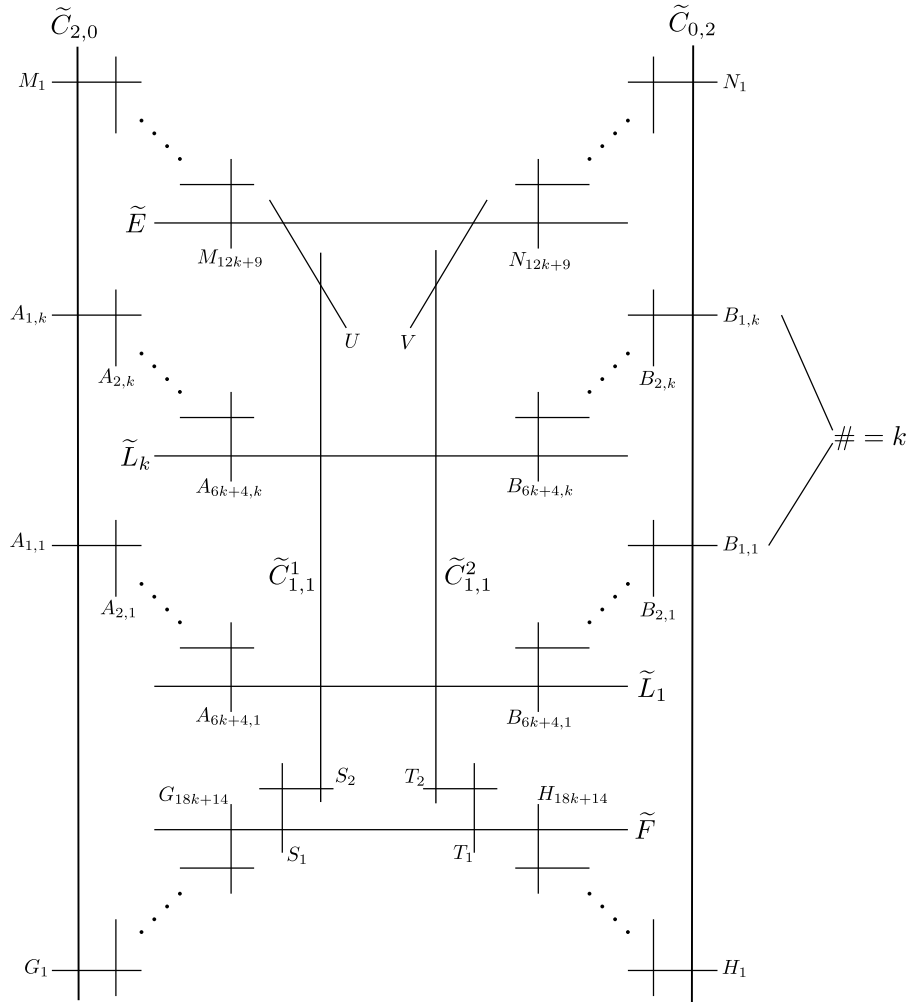 C̃_{2,0} C̃_{0,2}
M_1 N_1
Ẽ
M_{12k+9} N_{12k+9}
A_{1,k} B_{1,k}
U V
A_{2,k} B_{2,k}
# = k
L̃_k
A_{6k+4,k} B_{6k+4,k}
A_{1,1} B_{1,1}
C̃^1_{1,1} C̃^2_{1,1}
A_{2,1} B_{2,1}
L̃_1
A_{6k+4,1} B_{6k+4,1}
S_2 T_2
G_{18k+14} H_{18k+14}
F̃
S_1 T_1
G_1 H_1